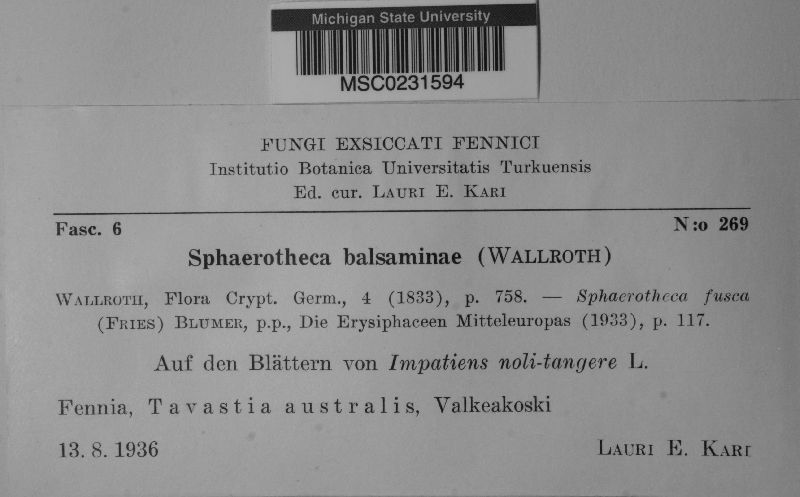 Michigan State University
MSC0231594
FUNGI EXSICCATI FENNICI
Institutio Botanica Universitatis Turkuensis
Ed. cur. LAURI E. KARI
Fasc. 6 N:o 269
Sphaerotheca balsaminae (WALLROTH)
WALLROTH, Flora Crypt. Germ., 4 (1833), p. 758. — Sphaerotheca fusca
(FRIES) BLUMER, p.p., Die Erysiphaceen Mitteleuropas (1933), p. 117.
Auf den Blättern von Impatiens noli-tangere L.
Fennia, Tavastia australis, Valkeakoski
13. 8. 1936 LAURI E. KARI